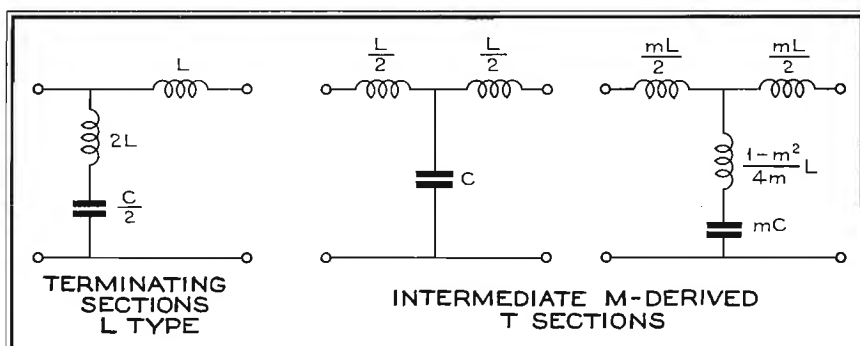 L
2L
C/2
TERMINATING
SECTIONS
L TYPE
L/2
L/2
C
mL/2
mL/2
1-m²/4m L
mC
INTERMEDIATE M-DERIVED
T SECTIONS